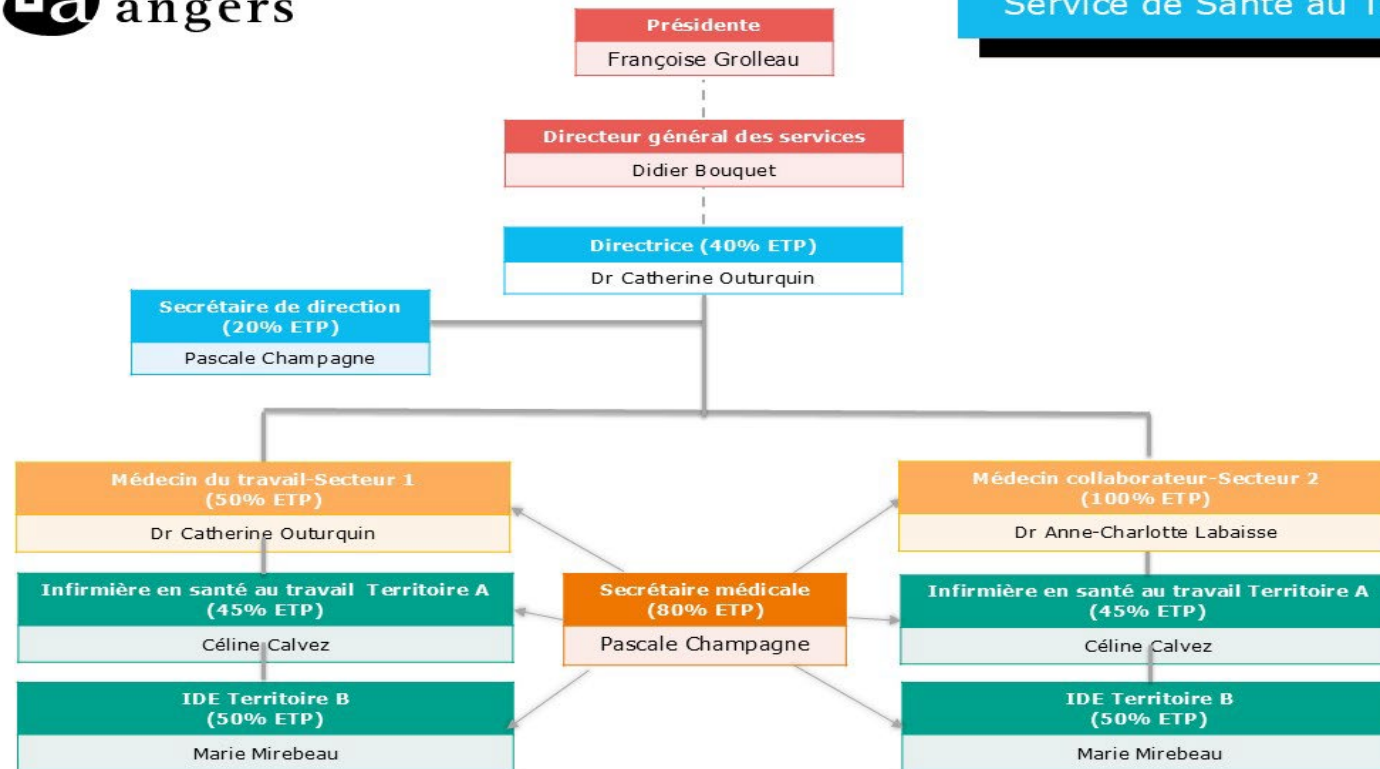 angers
Service de Santé au
Présidente
Françoise Grolleau
Directeur général des services
Didier Bouquet
Directrice (40% ETP)
Dr Catherine Outurquin
Secrétaire de direction
(20% ETP)
Pascale Champagne
Médecin du travail-Secteur 1
(50% ETP)
Dr Catherine Outurquin
Médecin collaborateur-Secteur 2
(100% ETP)
Dr Anne-Charlotte Labaisse
Infirmière en santé au travail Territoire A
(45% ETP)
Céline Calvez
Secrétaire médicale
(80% ETP)
Pascale Champagne
Infirmière en santé au travail Territoire A
(45% ETP)
Céline Calvez
IDE Territoire B
(50% ETP)
Marie Mirebeau
IDE Territoire B
(50% ETP)
Marie Mirebeau